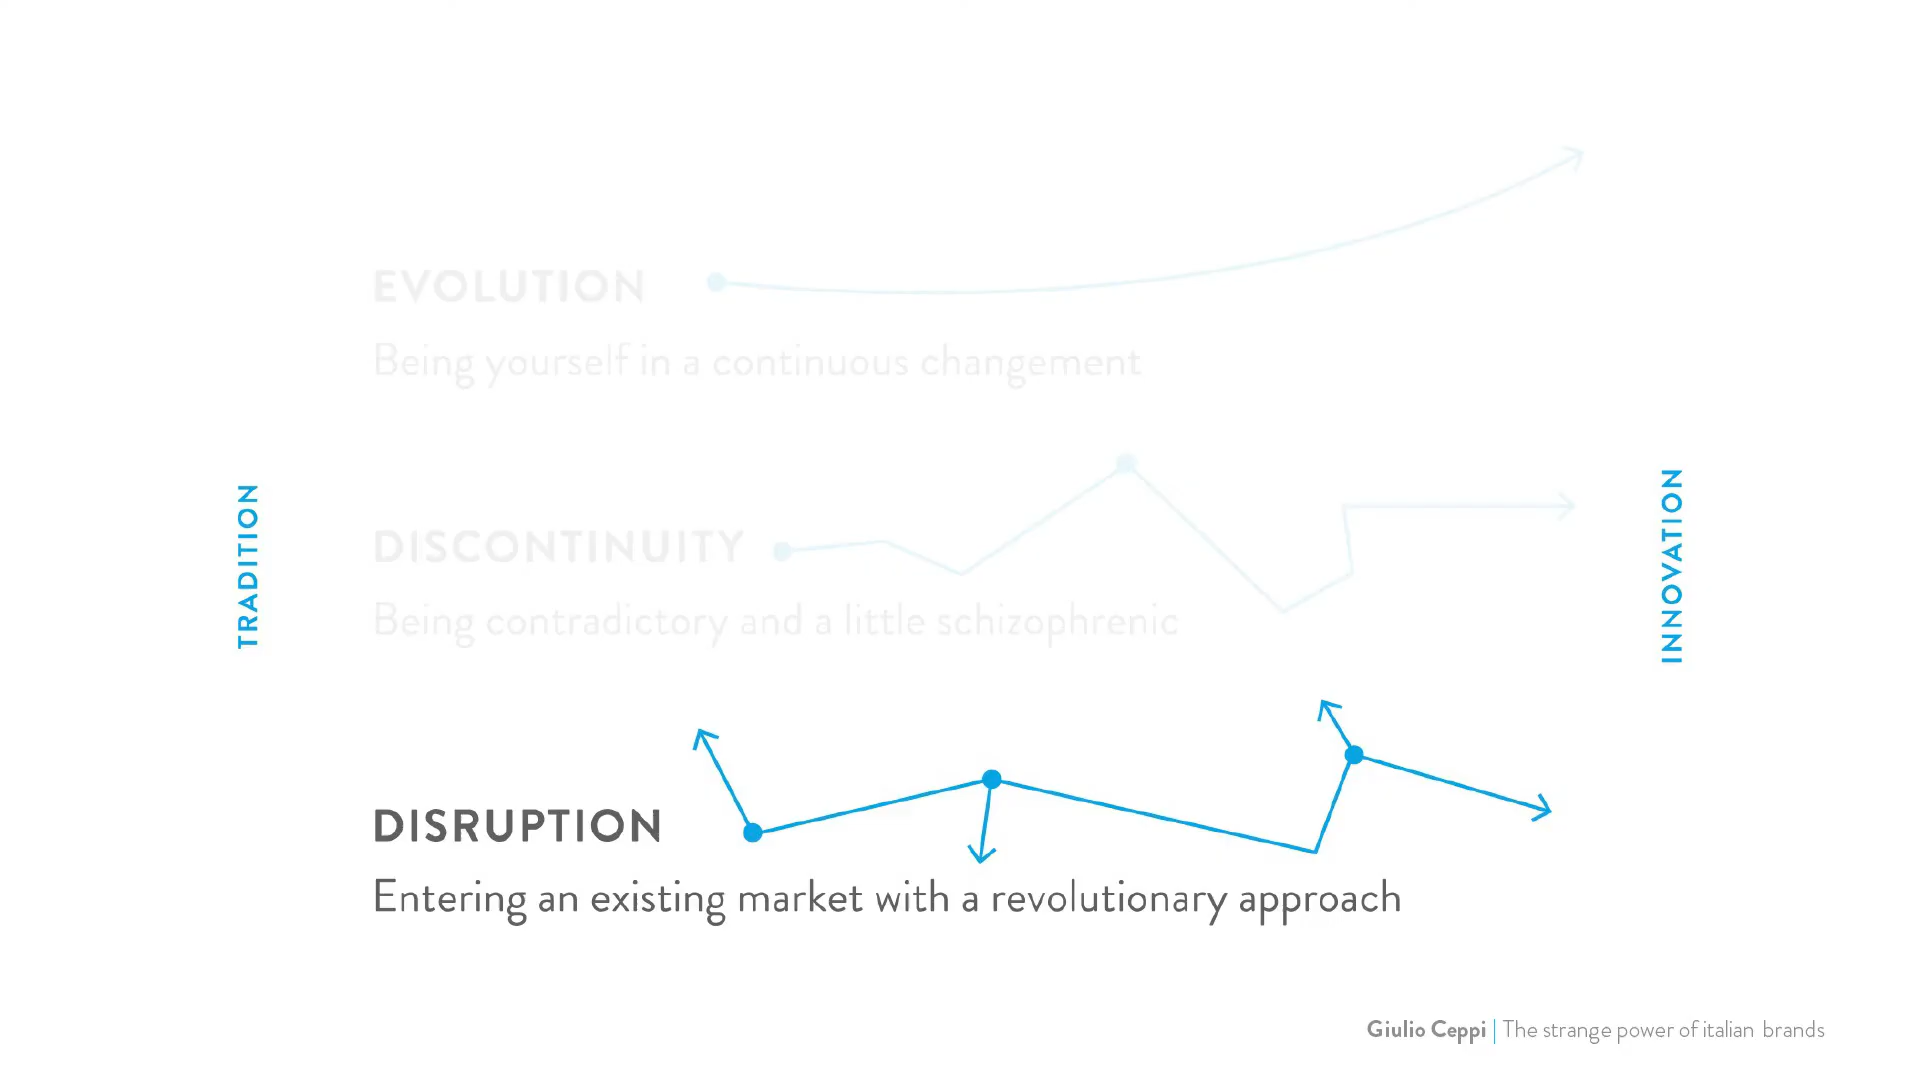 EVOLUTION
Being yourself in a continuous changement
TRADITION
DISCONTINUITY
Being contradictory and a little schizophrenic
INNOVATION
DISRUPTION
Entering an existing market with a revolutionary approach
Giulio Ceppi | The strange power of italian brands